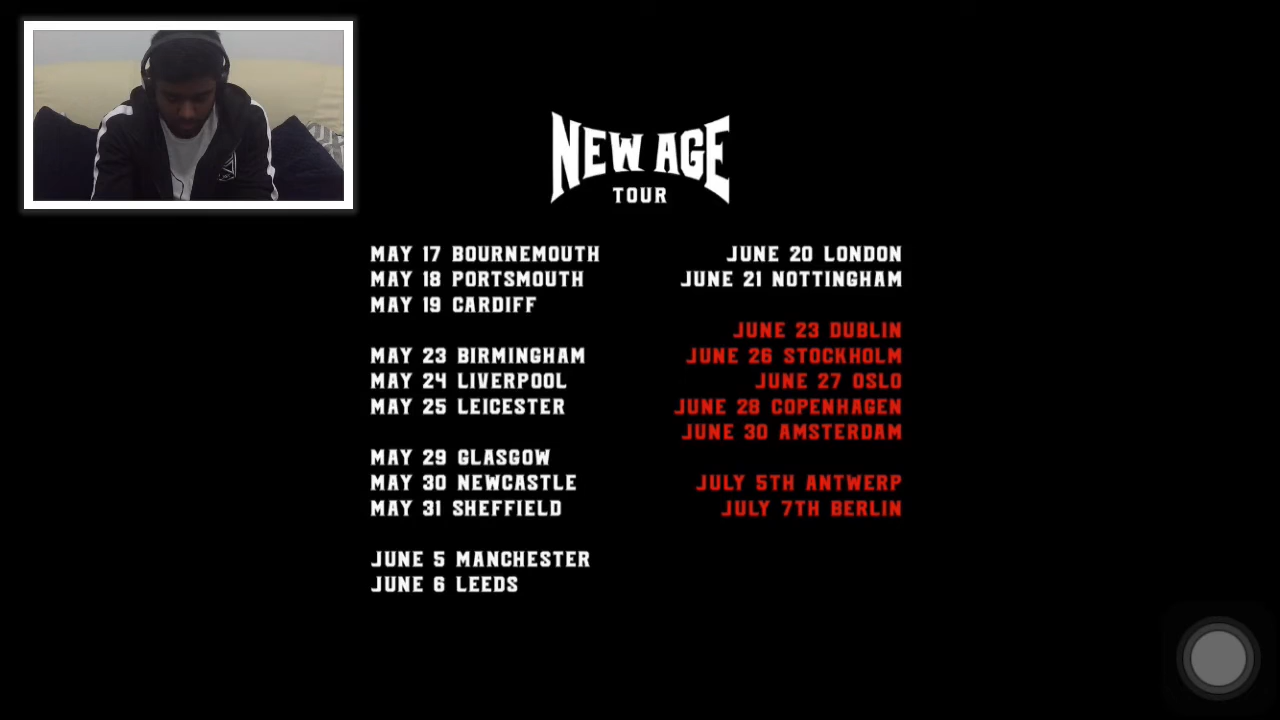 NEW AGE
TOUR
MAY 17 BOURNEMOUTH
MAY 18 PORTSMOUTH
MAY 19 CARDIFF
MAY 23 BIRMINGHAM
MAY 24 LIVERPOOL
MAY 25 LEICESTER
MAY 29 GLASGOW
MAY 30 NEWCASTLE
MAY 31 SHEFFIELD
JUNE 5 MANCHESTER
JUNE 6 LEEDS
JUNE 20 LONDON
JUNE 21 NOTTINGHAM
JUNE 23 DUBLIN
JUNE 26 STOCKHOLM
JUNE 27 OSLO
JUNE 28 COPENHAGEN
JUNE 30 AMSTERDAM
JULY 5TH ANTWERP
JULY 7TH BERLIN